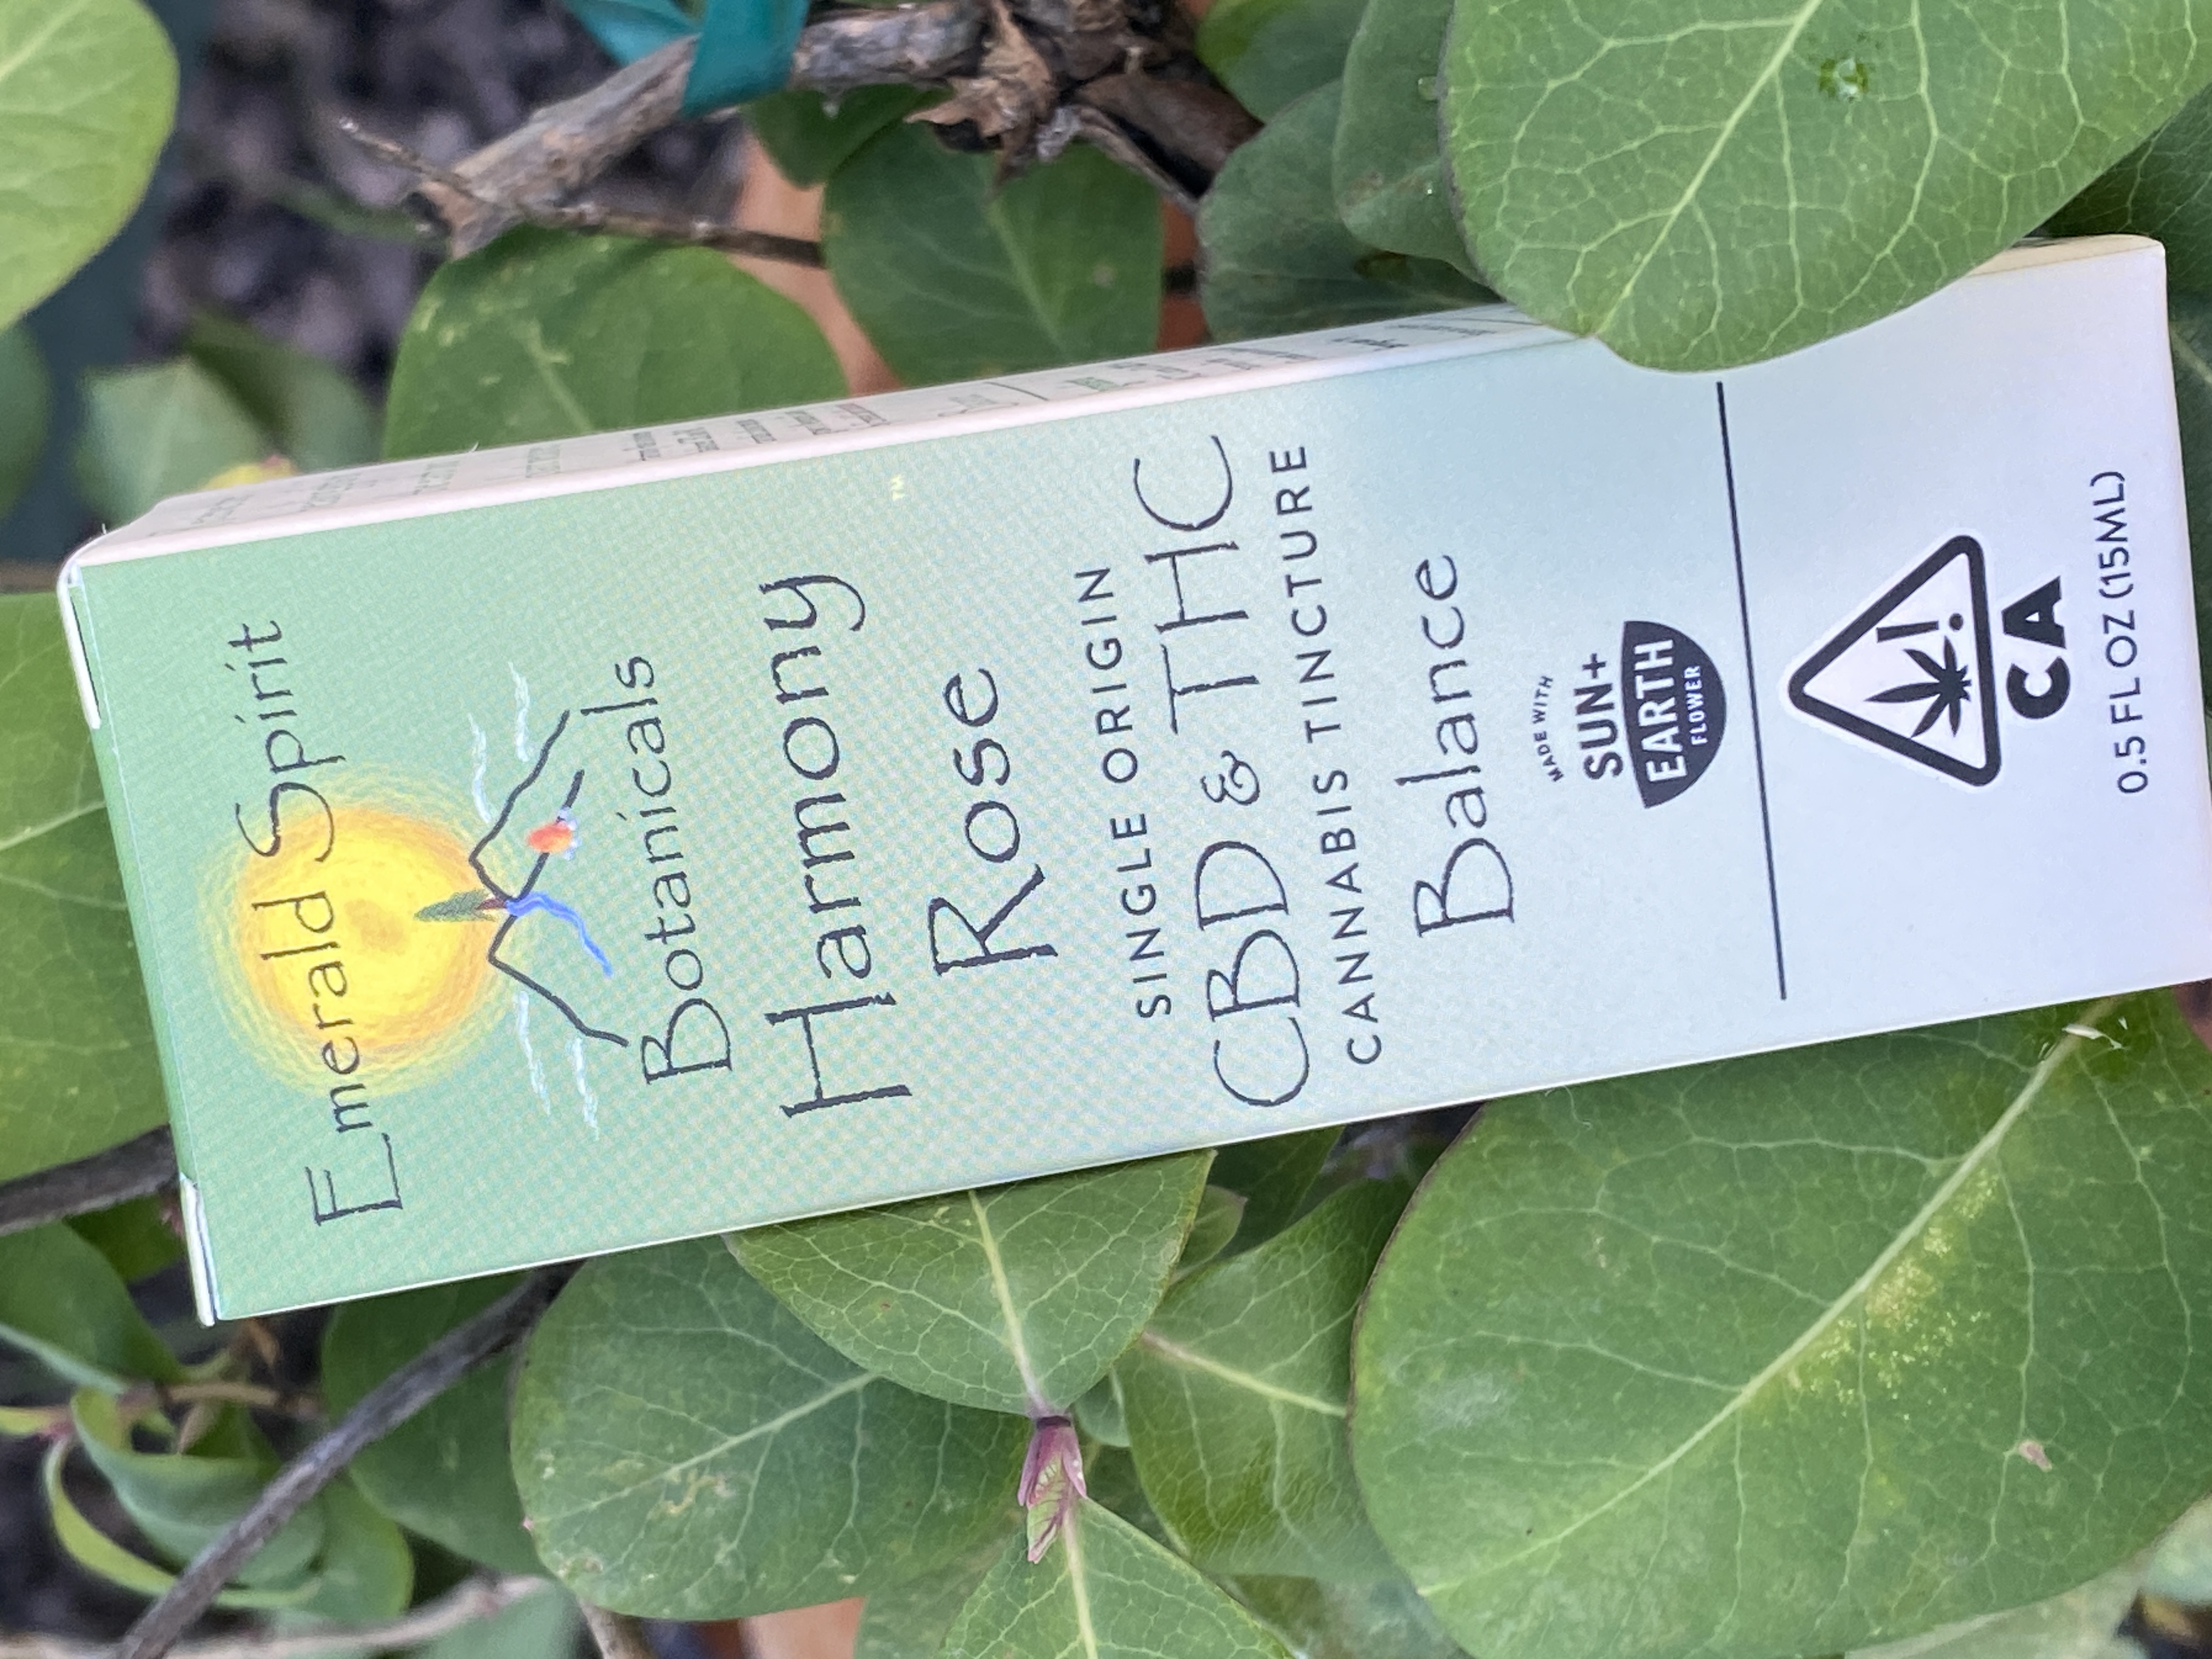 Emerald Spirit
Botanicals
Harmony
Rose
™
SINGLE ORIGIN
CBD & THC
CANNABIS TINCTURE
Balance
MADE WITH
SUN+
EARTH
FLOWER
!
CA
0.5 FL OZ (15ML)